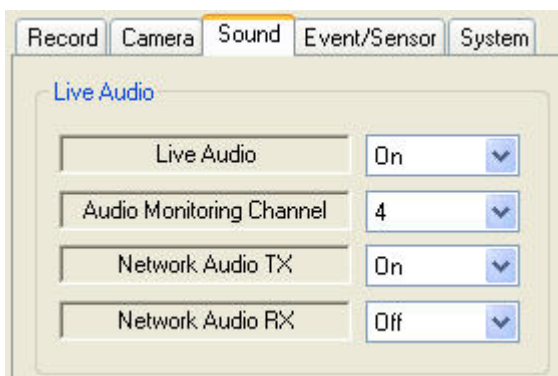 Record Camera Sound Event/Sensor System
Live Audio
Live Audio On
Audio Monitoring Channel 4
Network Audio TX On
Network Audio RX Off